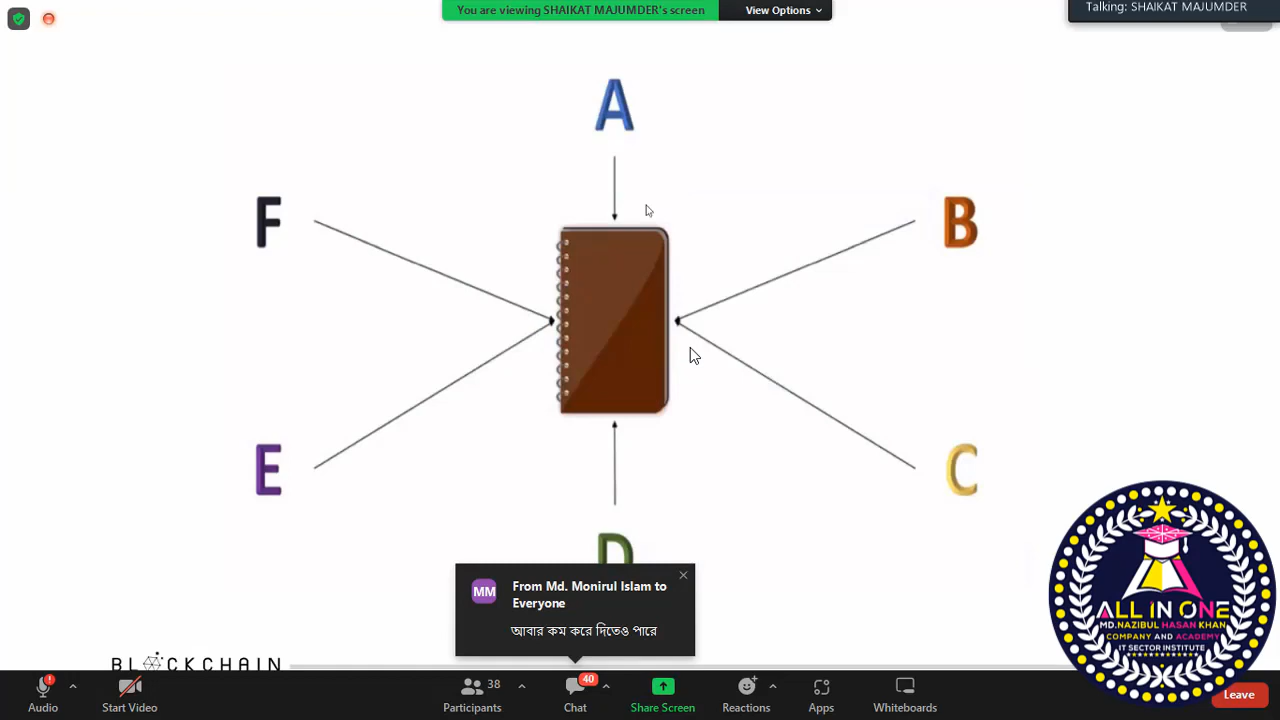 You are viewing SHAIKAT MAJUMDER's screen
View Options
Talking: SHAIKAT MAJUMDER
A
F
B
E
C
D
MM
From Md. Monirul Islam to
Everyone
আবার কম করে দিতেও পারে
BLOCKCHAIN
ALL IN ONE
MD.NAZIBUL HASAN KHAN
COMPANY AND ACADEMY
IT SECTOR INSTITUTE
Audio
Start Video
38
Participants
40
Chat
Share Screen
Reactions
Apps
Whiteboards
Leave